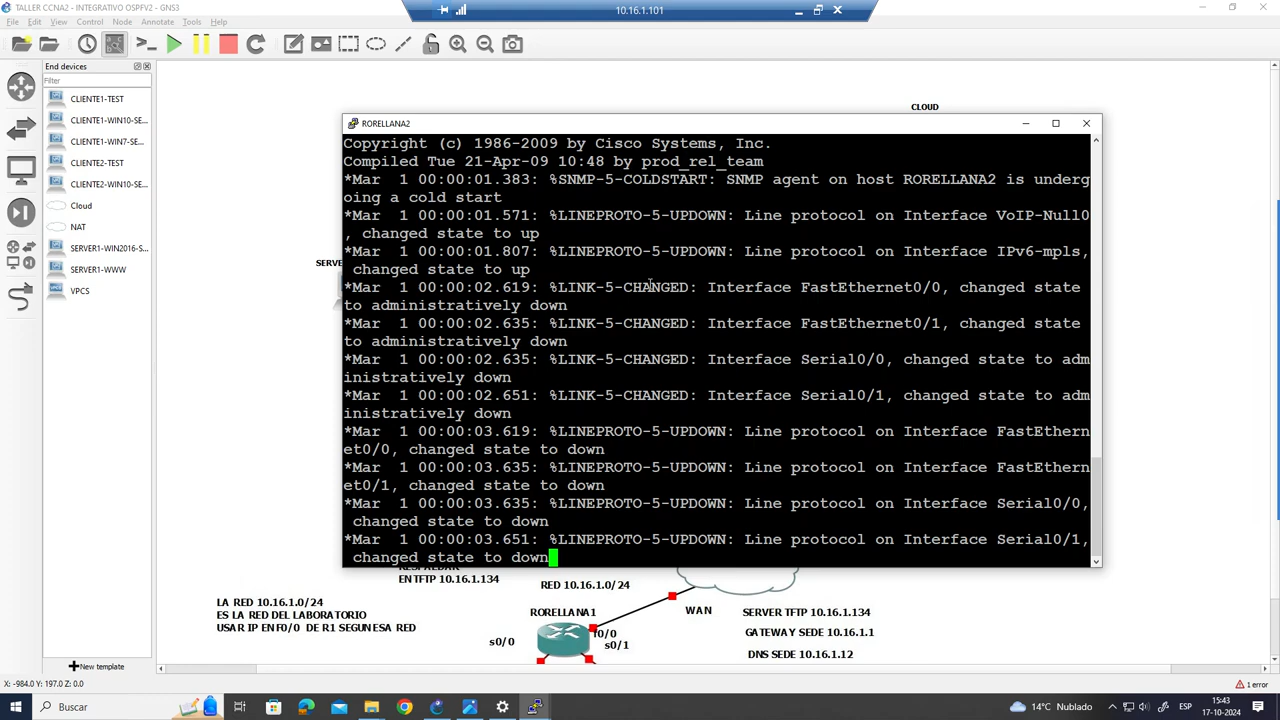 TALLER CCNA2 - INTEGRATIVO OSPFV2 - GNS3
10.16.1.101
File Edit View Control Node Annotate Tools Help
End devices
Filter
CLIENTE1-TEST
CLIENTE1-WIN10-SE...
CLIENTE1-WIN7-SE...
CLIENTE2-TEST
CLIENTE2-WIN10-SE...
Cloud
NAT
SERVER1-WIN2016-S...
SERVER1-WWW
VPCS
New template
CLOUD
SERVE
RORELLANA2
Copyright (c) 1986-2009 by Cisco Systems, Inc.
Compiled Tue 21-Apr-09 10:48 by prod_rel_team
*Mar  1 00:00:01.383: %SNMP-5-COLDSTART: SNMP agent on host RORELLANA2 is underg
oing a cold start
*Mar  1 00:00:01.571: %LINEPROTO-5-UPDOWN: Line protocol on Interface VoIP-Null0
, changed state to up
*Mar  1 00:00:01.807: %LINEPROTO-5-UPDOWN: Line protocol on Interface IPv6-mpls,
changed state to up
*Mar  1 00:00:02.619: %LINK-5-CHANGED: Interface FastEthernet0/0, changed state
to administratively down
*Mar  1 00:00:02.635: %LINK-5-CHANGED: Interface FastEthernet0/1, changed state
to administratively down
*Mar  1 00:00:02.635: %LINK-5-CHANGED: Interface Serial0/0, changed state to adm
inistratively down
*Mar  1 00:00:02.651: %LINK-5-CHANGED: Interface Serial0/1, changed state to adm
inistratively down
*Mar  1 00:00:03.619: %LINEPROTO-5-UPDOWN: Line protocol on Interface FastEthern
et0/0, changed state to down
*Mar  1 00:00:03.635: %LINEPROTO-5-UPDOWN: Line protocol on Interface FastEthern
et0/1, changed state to down
*Mar  1 00:00:03.635: %LINEPROTO-5-UPDOWN: Line protocol on Interface Serial0/0,
changed state to down
*Mar  1 00:00:03.651: %LINEPROTO-5-UPDOWN: Line protocol on Interface Serial0/1,
changed state to down
EN TFTP 10.16.1.134
RED 10.16.1.0/24
LA RED 10.16.1.0/24
ES LA RED DEL LABORATORIO
USAR IP EN F0/0 DE R1 SEGUN ESA RED
RORELLANA1
WAN
SERVER TFTP 10.16.1.134
GATEWAY SEDE 10.16.1.1
DNS SEDE 10.16.1.12
s0/0
f0/0
s0/1
X: -984.0 Y: 197.0 Z: 0.0
1 error
Buscar
14°C Nublado
ESP
15:43
17-10-2024